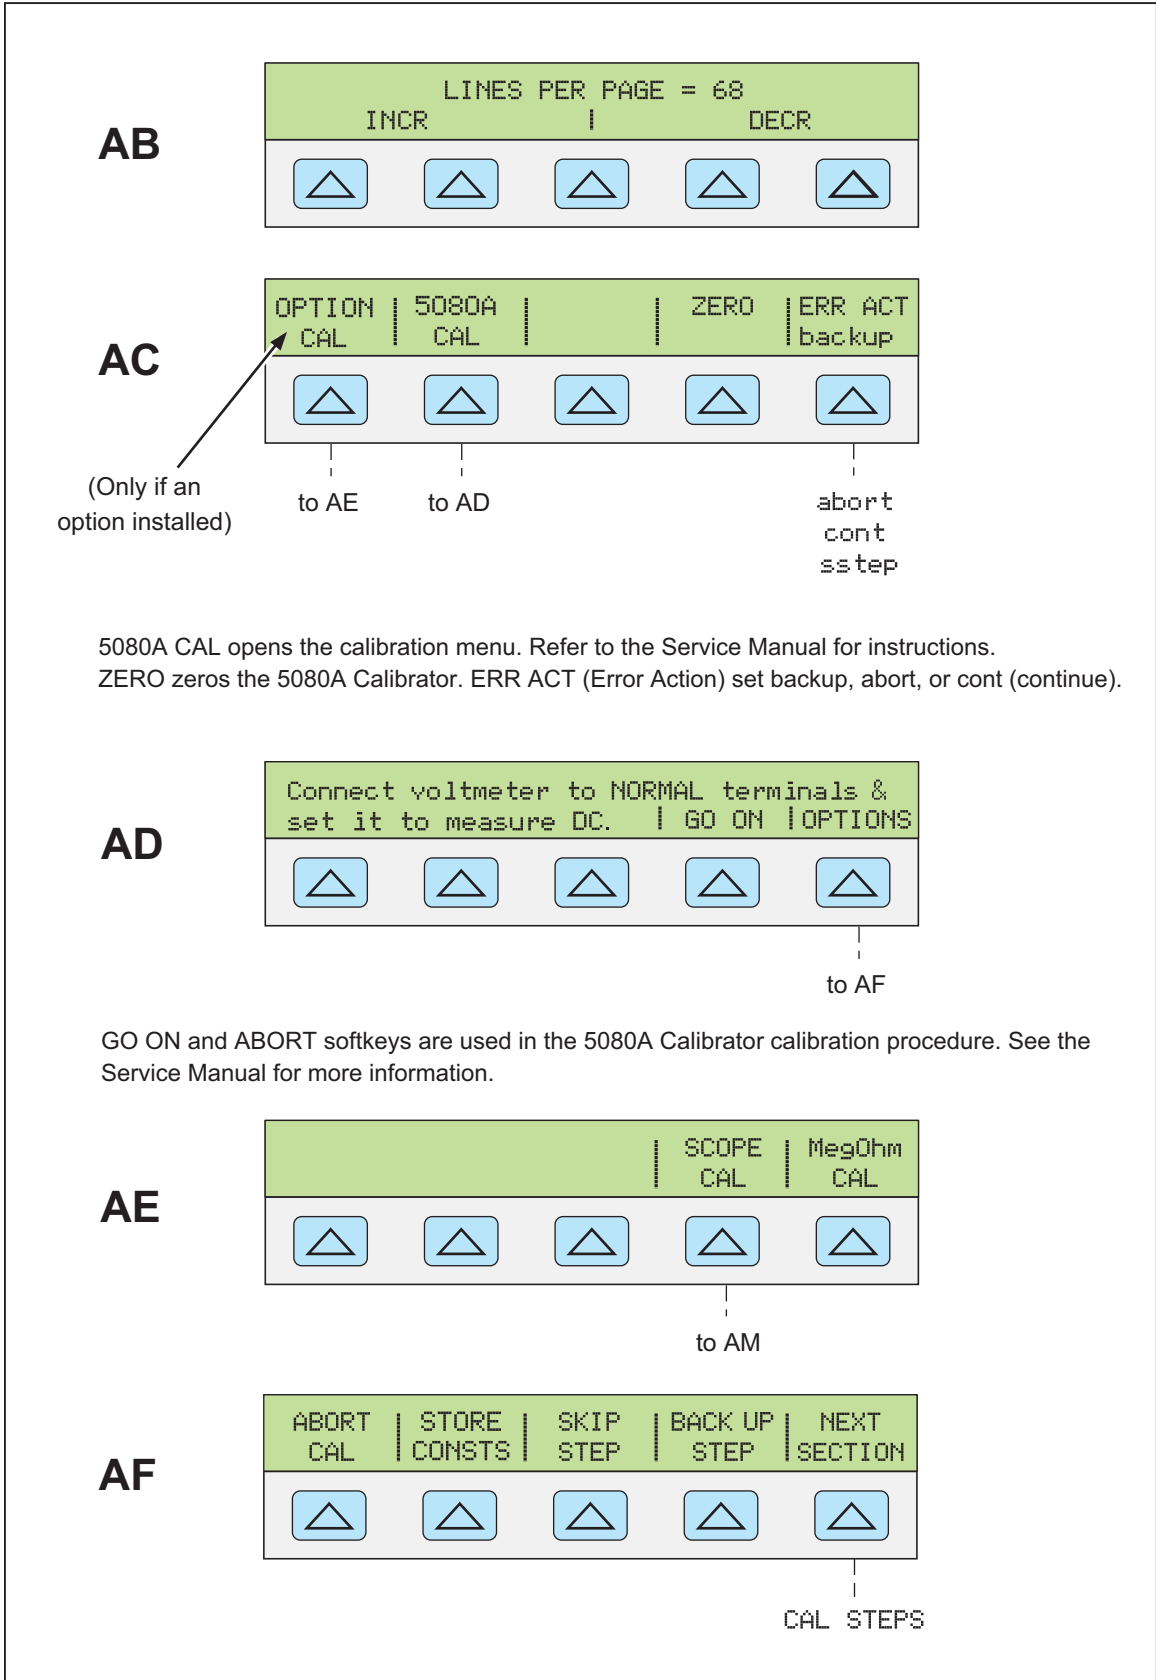 LINES PER PAGE = 68
INCR | DECR
AB
OPTION | 5080A | | ZERO | ERR ACT
CAL | CAL | | | backup
AC
(Only if an
option installed)
to AE
to AD
abort
cont
sstep
5080A CAL opens the calibration menu. Refer to the Service Manual for instructions.
ZERO zeros the 5080A Calibrator. ERR ACT (Error Action) set backup, abort, or cont (continue).
Connect voltmeter to NORMAL terminals &
set it to measure DC. | GO ON | OPTIONS
AD
to AF
GO ON and ABORT softkeys are used in the 5080A Calibrator calibration procedure. See the
Service Manual for more information.
| SCOPE | MegOhm
| CAL | CAL
AE
to AM
ABORT | STORE | SKIP | BACK UP | NEXT
CAL | CONSTS | STEP | STEP | SECTION
AF
CAL STEPS